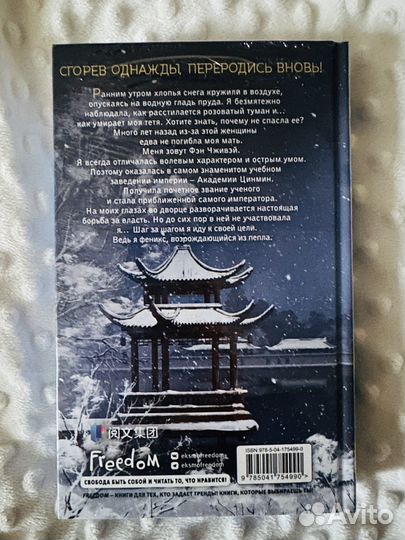 СГОРЕВ ОДНАЖДЫ, ПЕРЕРОДИСЬ ВНОВЬ!
Ранним утром хлопья снега кружили в воздухе,
опускаясь на водную гладь пруда. Я безмятежно
наблюдала, как расстилается розоватый туман и...
как умирает моя тетя. Хотите знать, почему не спасла ее?
Много лет назад из-за этой женщины
едва не погибла моя мать.
Меня зовут Фэн Чживэй.
Я всегда отличалась волевым характером и острым умом.
Поэтому оказалась в самом знаменитом учебном
заведении империи – Академии Цинмин.
Получила почетное звание ученого
и стала приближенной самого императора.
На моих глазах во дворце разворачивается настоящая
борьба за власть. Но до сих пор в ней не участвовала
я... Шаг за шагом я иду к своей цели.
Ведь я феникс, возрождающийся из пепла.
阅文集团
Freedom
eksmofreedom
eksmofreedom
СВОБОДА БЫТЬ СОБОЙ И ЧИТАТЬ ТО, ЧТО НРАВИТСЯ!
FREEDOM – КНИГИ ДЛЯ ТЕХ, КТО ЗАДАЕТ ТРЕНДЫ! КНИГИ, КОТОРЫЕ ВЫБИРАЕШЬ ТЫ!
ISBN 978-5-04-175499-0
9 785041 754990 >
Avito